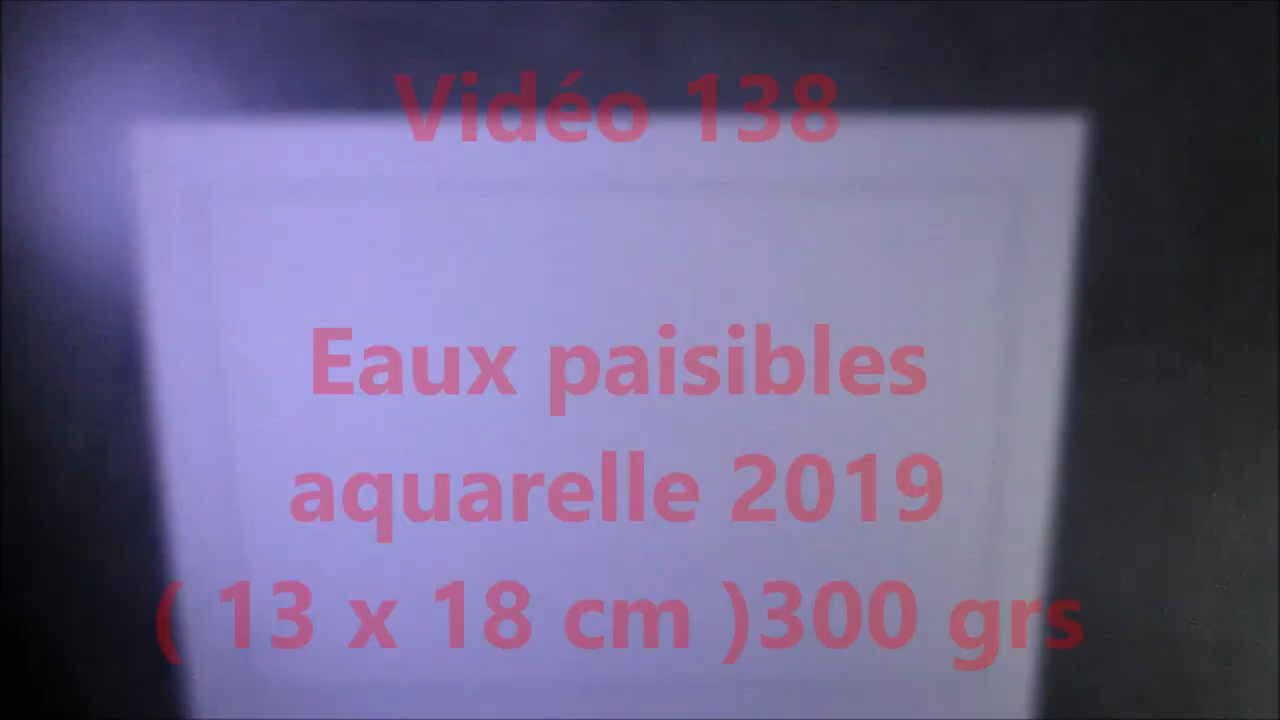 Vidéo 138
Eaux paisibles
aquarelle 2019
( 13 x 18 cm )300 grs